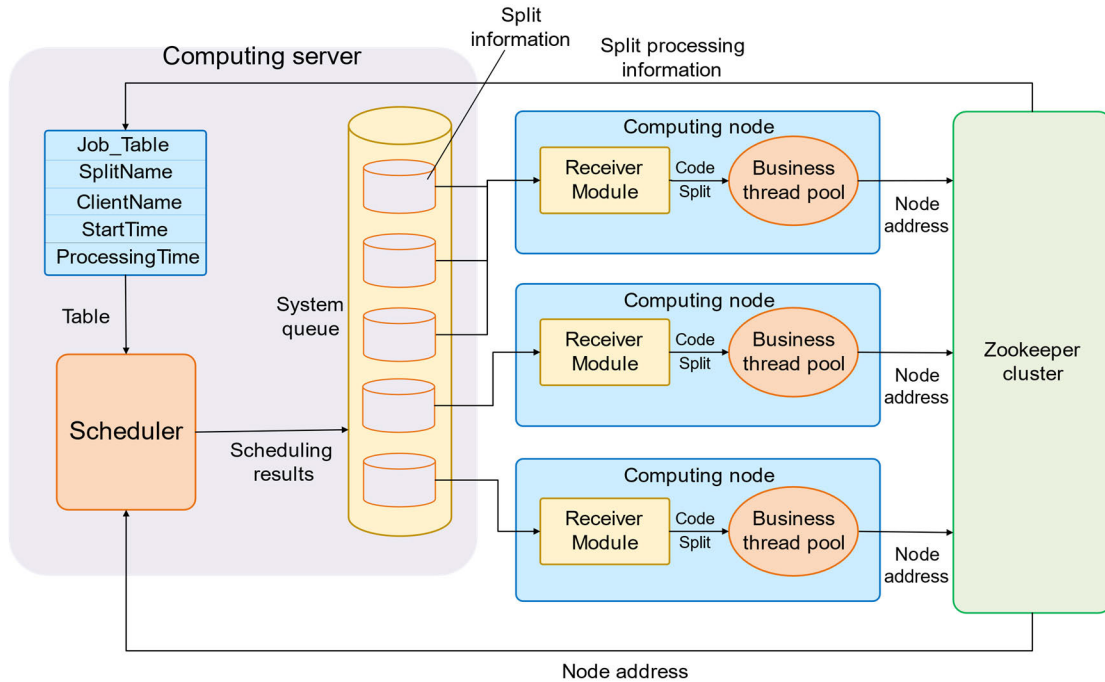 Split
information
Computing server
Split processing
information
Job_Table
SplitName
ClientName
StartTime
ProcessingTime
Table
Scheduler
Scheduling
results
System
queue
Computing node
Receiver
Module
Code
Split
Business
thread pool
Node
address
Computing node
Receiver
Module
Code
Split
Business
thread pool
Node
address
Computing node
Receiver
Module
Code
Split
Business
thread pool
Node
address
Zookeeper
cluster
Node address